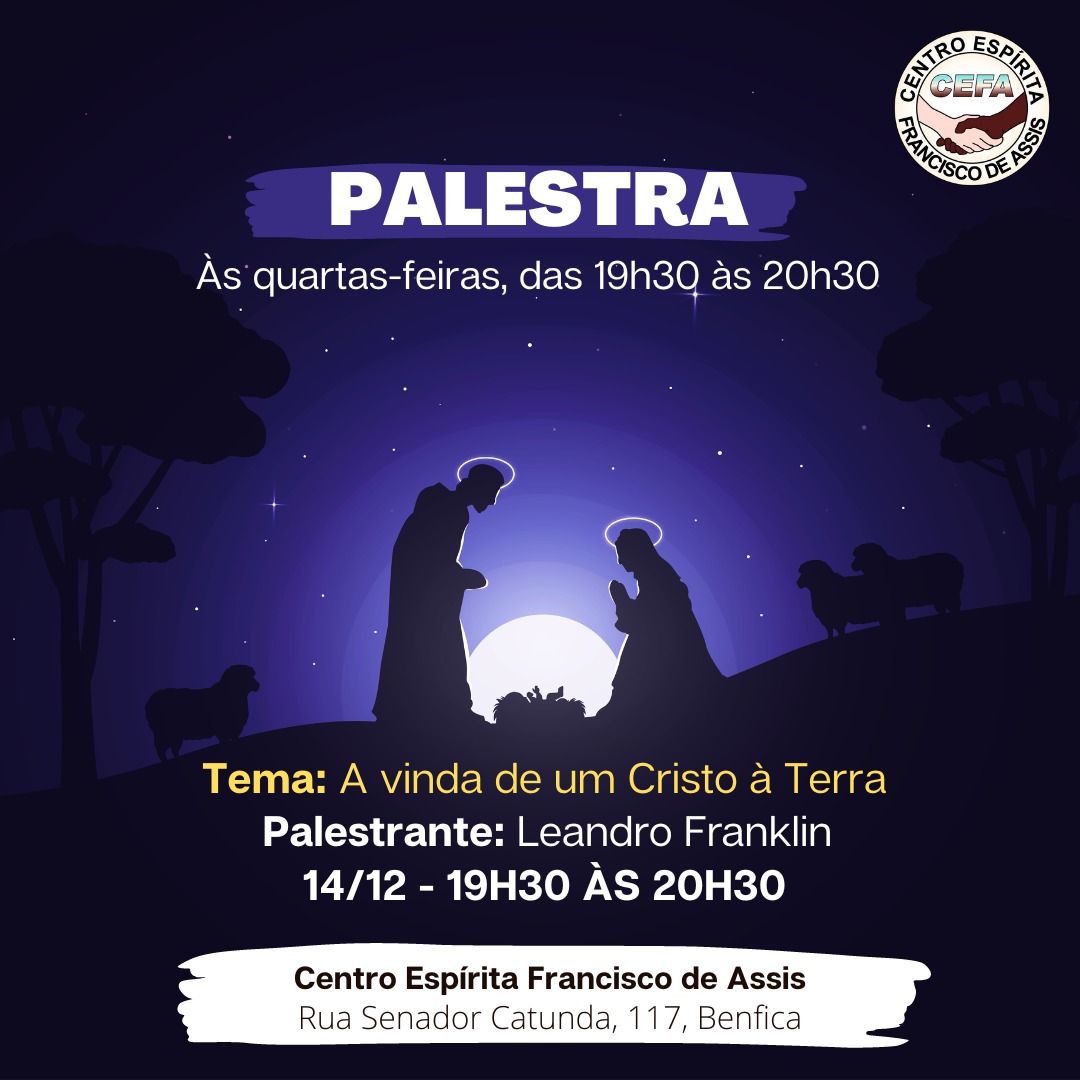 CENTRO ESPÍRITA
CEFA
FRANCISCO DE ASSIS
PALESTRA
Às quartas-feiras, das 19h30 às 20h30
Tema: A vinda de um Cristo à Terra
Palestrante: Leandro Franklin
14/12 - 19H30 ÀS 20H30
Centro Espírita Francisco de Assis
Rua Senador Catunda, 117, Benfica